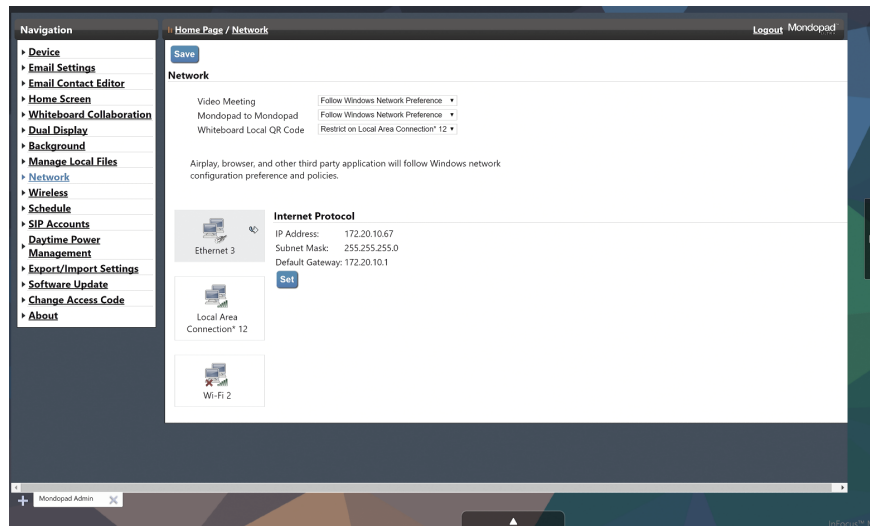 Navigation
Home Page / Network
Logout Mondopad
Device
Email Settings
Email Contact Editor
Home Screen
Whiteboard Collaboration
Dual Display
Background
Manage Local Files
Network
Wireless
Schedule
SIP Accounts
Daytime Power
Management
Export/Import Settings
Software Update
Change Access Code
About
Save
Network
Video Meeting Follow Windows Network Preference
Mondopad to Mondopad Follow Windows Network Preference
Whiteboard Local QR Code Restrict on Local Area Connection* 12
Airplay, browser, and other third party application will follow Windows network
configuration preference and policies.
Ethernet 3
Internet Protocol
IP Address: 172.20.10.67
Subnet Mask: 255.255.255.0
Default Gateway: 172.20.10.1
Set
Local Area
Connection* 12
Wi-Fi 2
Mondopad Admin
InFocus™